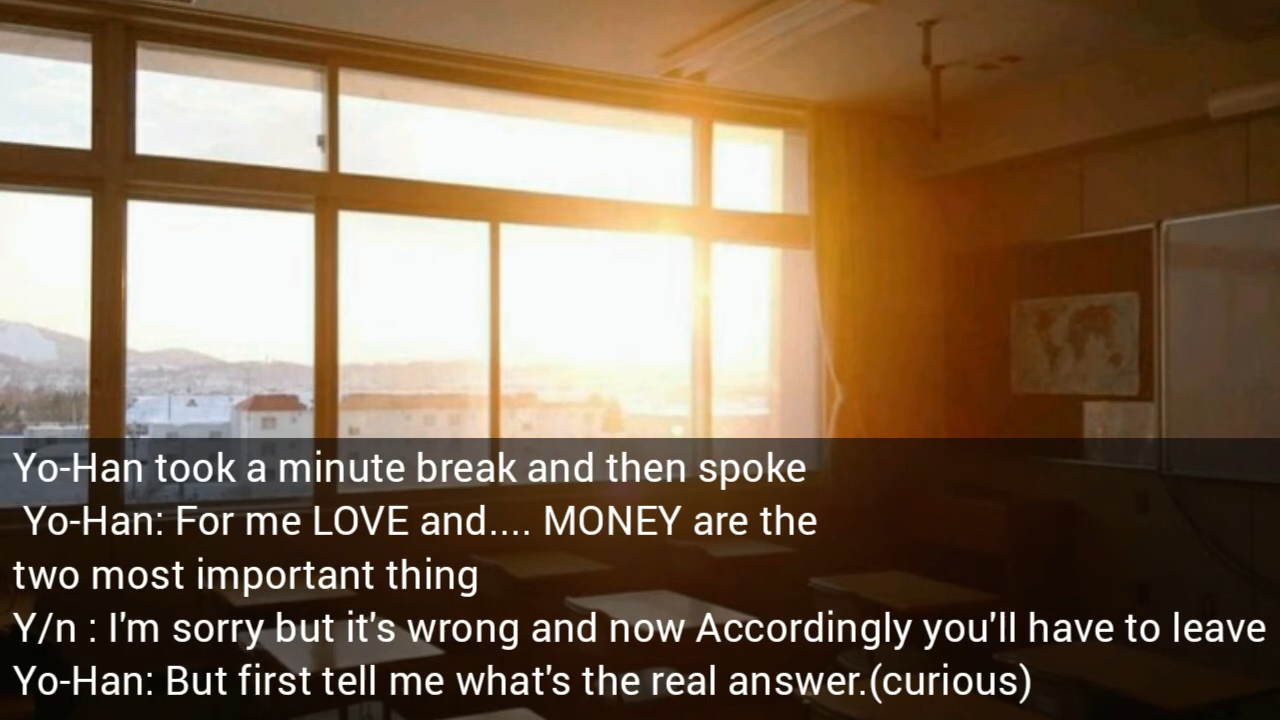 Yo-Han took a minute break and then spoke
Yo-Han: For me LOVE and.... MONEY are the
two most important thing
Y/n : I'm sorry but it's wrong and now Accordingly you'll have to leave
Yo-Han: But first tell me what's the real answer.(curious)